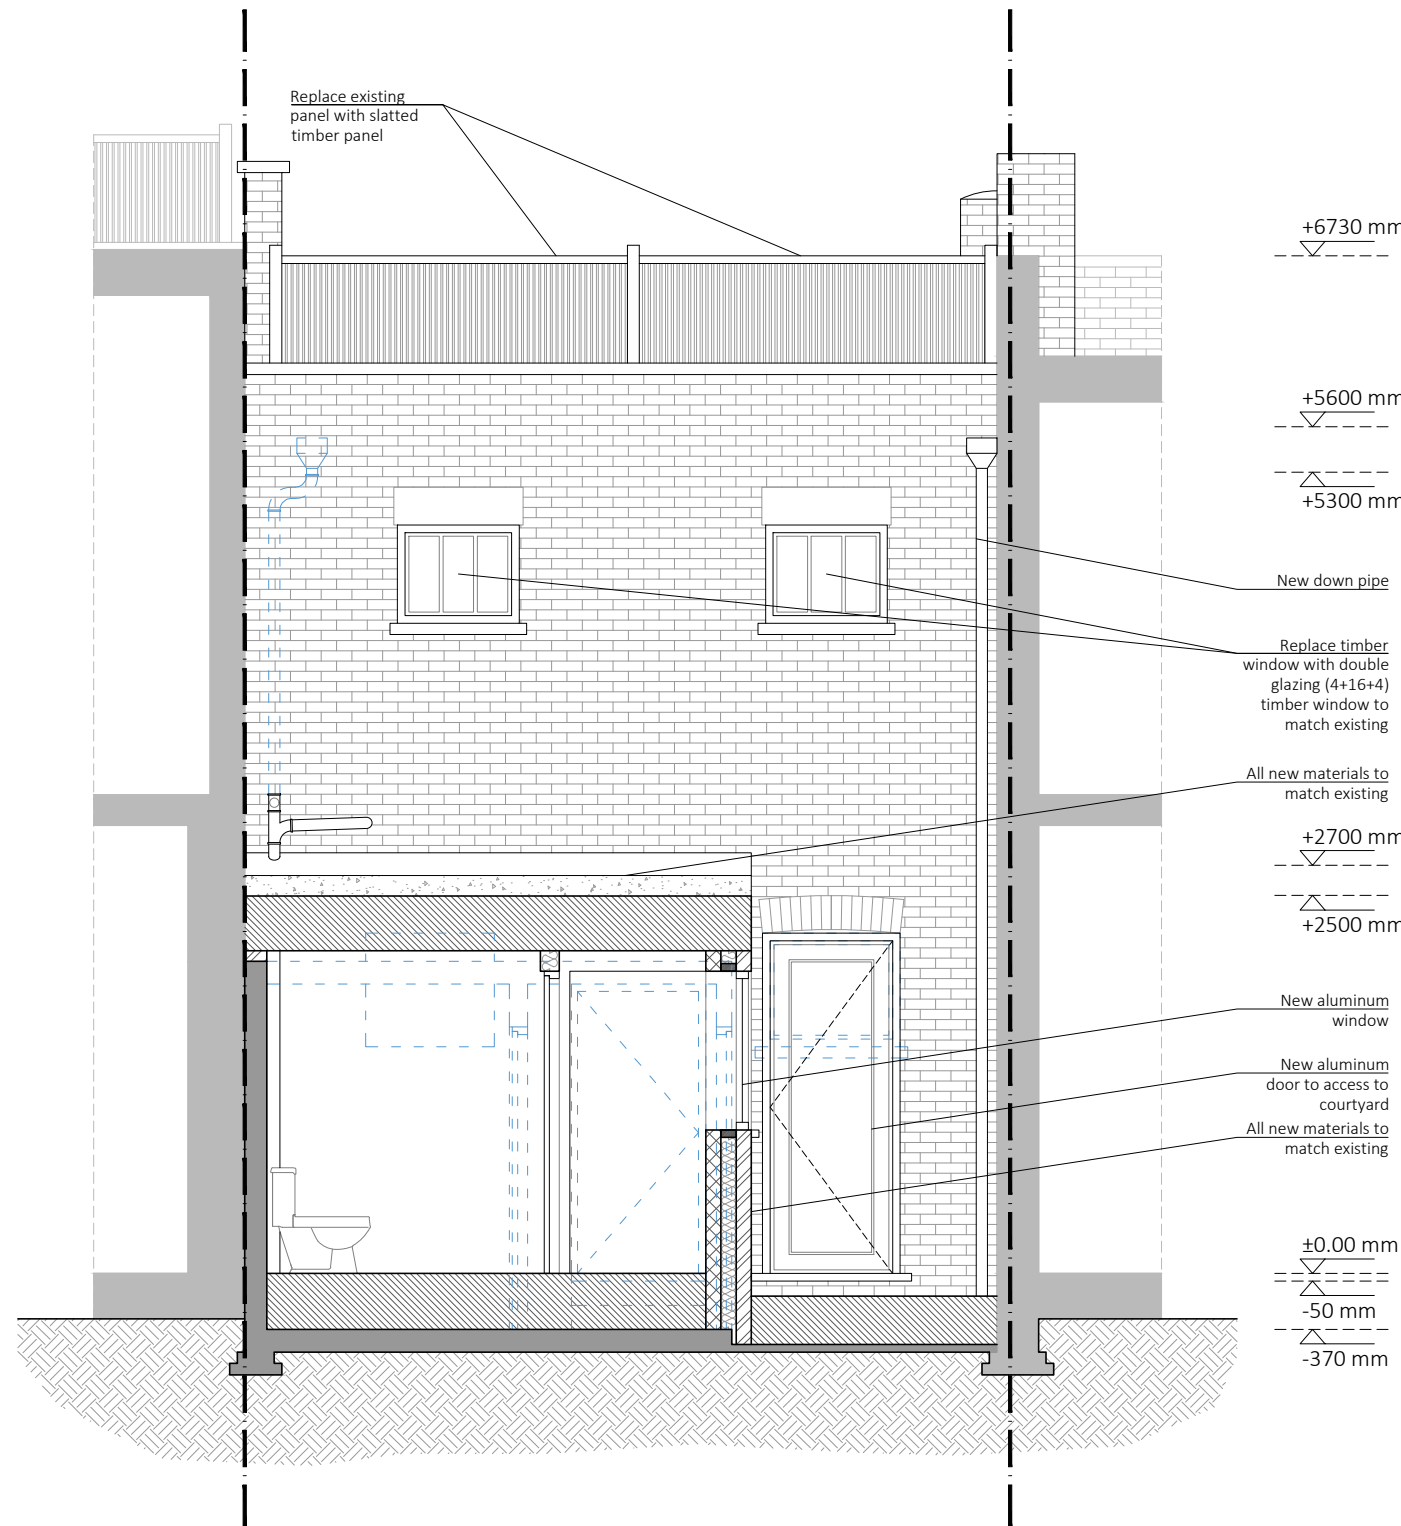 Replace existing
panel with slatted
timber panel
+6730 mm
+5600 mm
+5300 mm
New down pipe
Replace timber
window with double
glazing (4+16+4)
timber window to
match existing
All new materials to
match existing
+2700 mm
+2500 mm
New aluminum
window
New aluminum
door to access to
courtyard
All new materials to
match existing
±0.00 mm
-50 mm
-370 mm